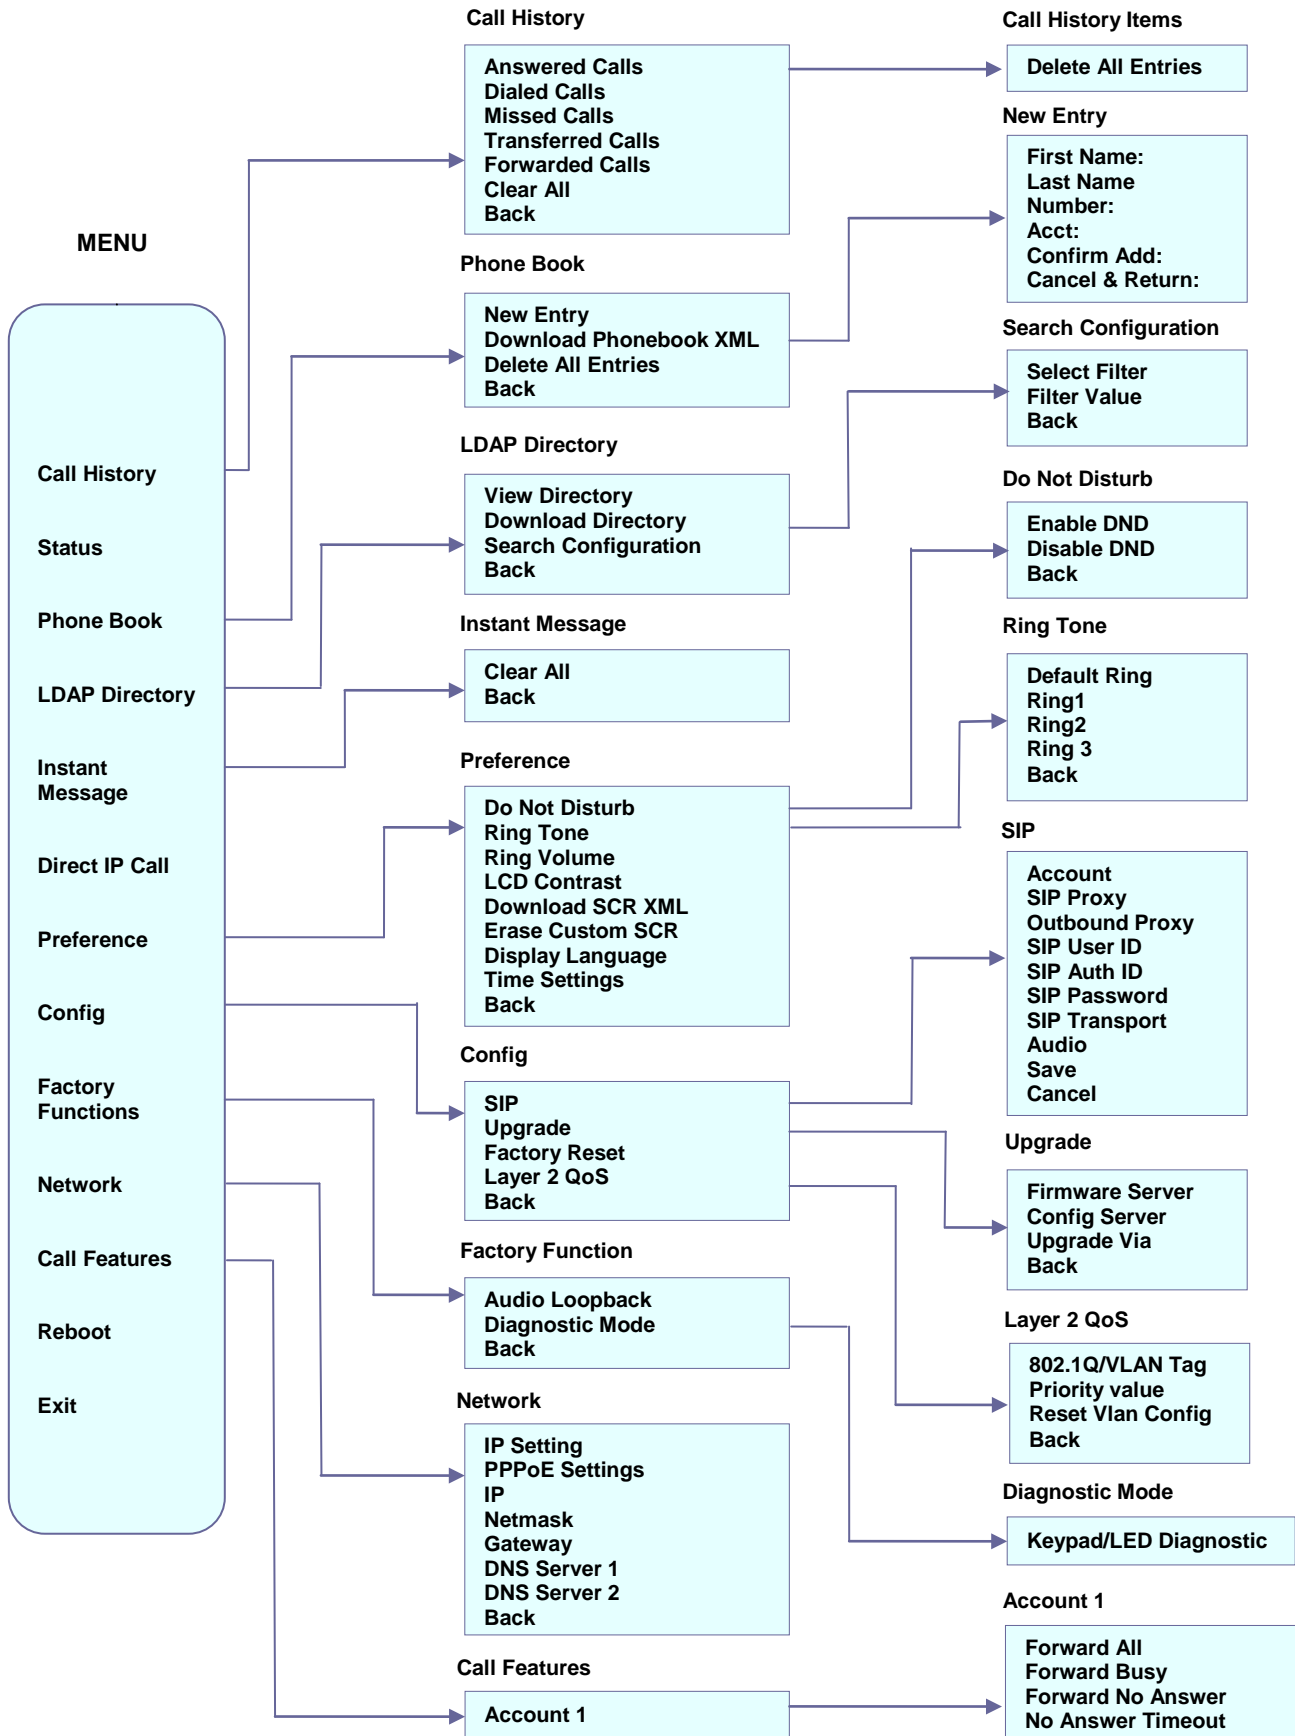 MENU
Call History
Status
Phone Book
LDAP Directory
Instant
Message
Direct IP Call
Preference
Config
Factory
Functions
Network
Call Features
Reboot
Exit
Call History
Answered Calls
Dialed Calls
Missed Calls
Transferred Calls
Forwarded Calls
Clear All
Back
Phone Book
New Entry
Download Phonebook XML
Delete All Entries
Back
LDAP Directory
View Directory
Download Directory
Search Configuration
Back
Instant Message
Clear All
Back
Preference
Do Not Disturb
Ring Tone
Ring Volume
LCD Contrast
Download SCR XML
Erase Custom SCR
Display Language
Time Settings
Back
Config
SIP
Upgrade
Factory Reset
Layer 2 QoS
Back
Factory Function
Audio Loopback
Diagnostic Mode
Back
Network
IP Setting
PPPoE Settings
IP
Netmask
Gateway
DNS Server 1
DNS Server 2
Back
Call Features
Account 1
Call History Items
Delete All Entries
New Entry
First Name:
Last Name
Number:
Acct:
Confirm Add:
Cancel & Return:
Search Configuration
Select Filter
Filter Value
Back
Do Not Disturb
Enable DND
Disable DND
Back
Ring Tone
Default Ring
Ring1
Ring2
Ring 3
Back
SIP
Account
SIP Proxy
Outbound Proxy
SIP User ID
SIP Auth ID
SIP Password
SIP Transport
Audio
Save
Cancel
Upgrade
Firmware Server
Config Server
Upgrade Via
Back
Layer 2 QoS
802.1Q/VLAN Tag
Priority value
Reset Vlan Config
Back
Diagnostic Mode
Keypad/LED Diagnostic
Account 1
Forward All
Forward Busy
Forward No Answer
No Answer Timeout